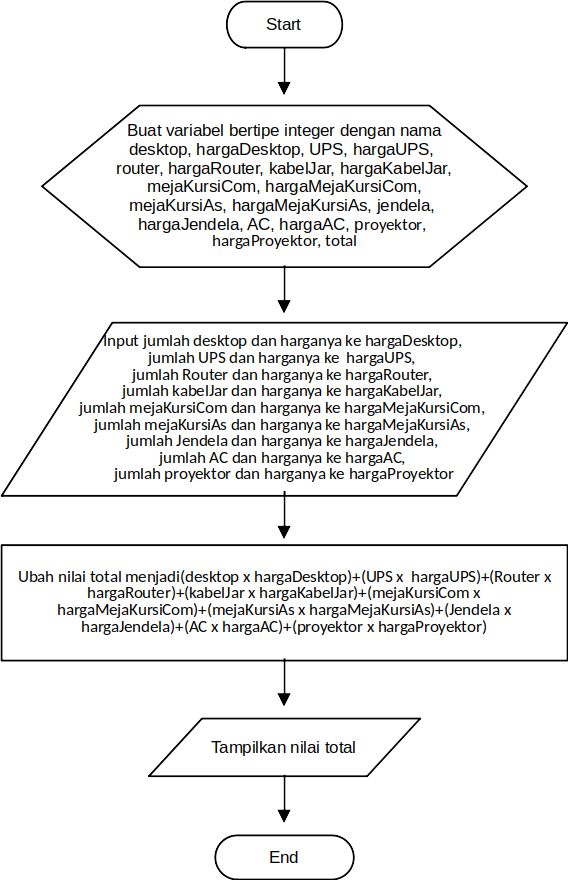 Start
Buat variabel bertipe integer dengan nama
desktop, hargaDesktop, UPS, hargaUPS,
router, hargaRouter, kabelJar, hargaKabelJar,
mejaKursiCom, hargaMejaKursiCom,
mejaKursiAs, hargaMejaKursiAs, jendela,
hargaJendela, AC, hargaAC, proyektor,
hargaProyektor, total
Input jumlah desktop dan harganya ke hargaDesktop,
jumlah UPS dan harganya ke  hargaUPS,
jumlah Router dan harganya ke hargaRouter,
jumlah kabelJar dan harganya ke hargaKabelJar,
jumlah mejaKursiCom dan harganya ke hargaMejaKursiCom,
jumlah mejaKursiAs dan harganya ke hargaMejaKursiAs,
jumlah Jendela dan harganya ke hargaJendela,
jumlah AC dan harganya ke hargaAC,
jumlah proyektor dan harganya ke hargaProyektor
Ubah nilai total menjadi(desktop x hargaDesktop)+(UPS x  hargaUPS)+(Router x
hargaRouter)+(kabelJar x hargaKabelJar)+(mejaKursiCom x
hargaMejaKursiCom)+(mejaKursiAs x hargaMejaKursiAs)+(Jendela x
hargaJendela)+(AC x hargaAC)+(proyektor x hargaProyektor)
Tampilkan nilai total
End